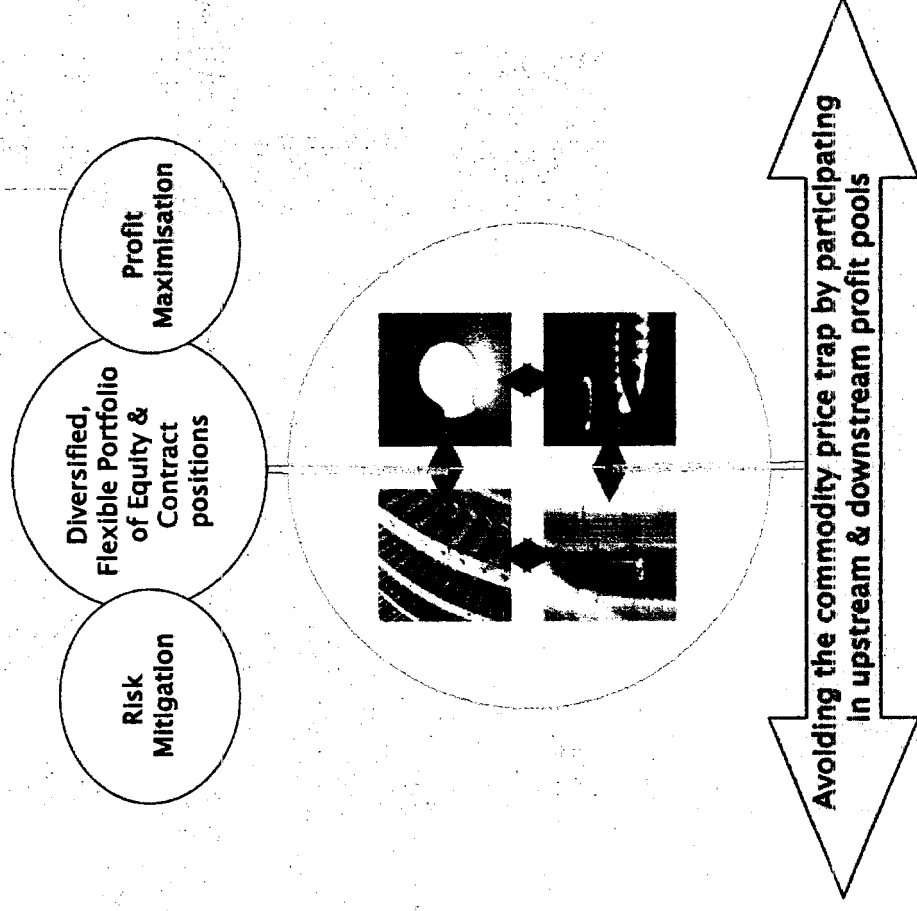 Risk
Mitigation
Diversified,
Flexible Portfolio
of Equity &
Contract
positions
Profit
Maximisation
Avoiding the commodity price trap by participating
in upstream & downstream profit pools